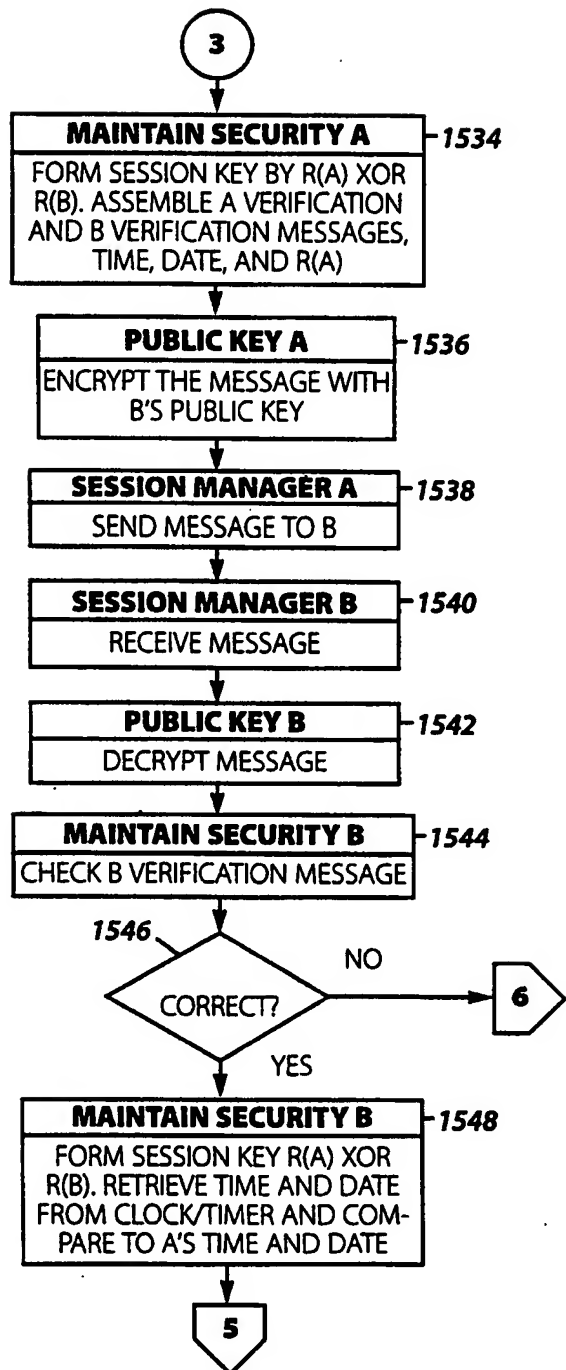 3
MAINTAIN SECURITY A
1534
FORM SESSION KEY BY R(A) XOR
R(B). ASSEMBLE A VERIFICATION
AND B VERIFICATION MESSAGES,
TIME, DATE, AND R(A)
PUBLIC KEY A
1536
ENCRYPT THE MESSAGE WITH
B'S PUBLIC KEY
SESSION MANAGER A
1538
SEND MESSAGE TO B
SESSION MANAGER B
1540
RECEIVE MESSAGE
PUBLIC KEY B
1542
DECRYPT MESSAGE
MAINTAIN SECURITY B
1544
CHECK B VERIFICATION MESSAGE
1546
CORRECT?
NO
6
YES
MAINTAIN SECURITY B
1548
FORM SESSION KEY R(A) XOR
R(B). RETRIEVE TIME AND DATE
FROM CLOCK/TIMER AND COM-
PARE TO A'S TIME AND DATE
5